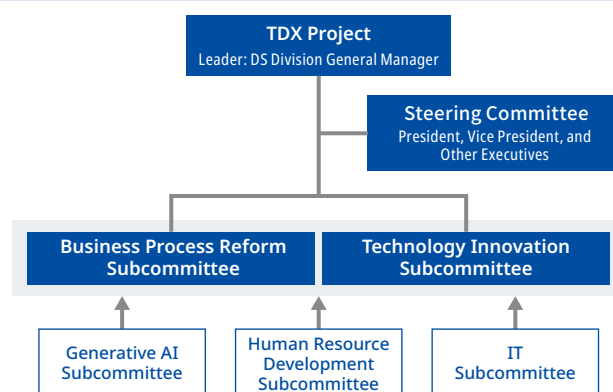 TDX Project
Leader: DS Division General Manager
Steering Committee
President, Vice President, and
Other Executives
Business Process Reform
Subcommittee
Technology Innovation
Subcommittee
Generative AI
Subcommittee
Human Resource
Development
Subcommittee
IT
Subcommittee